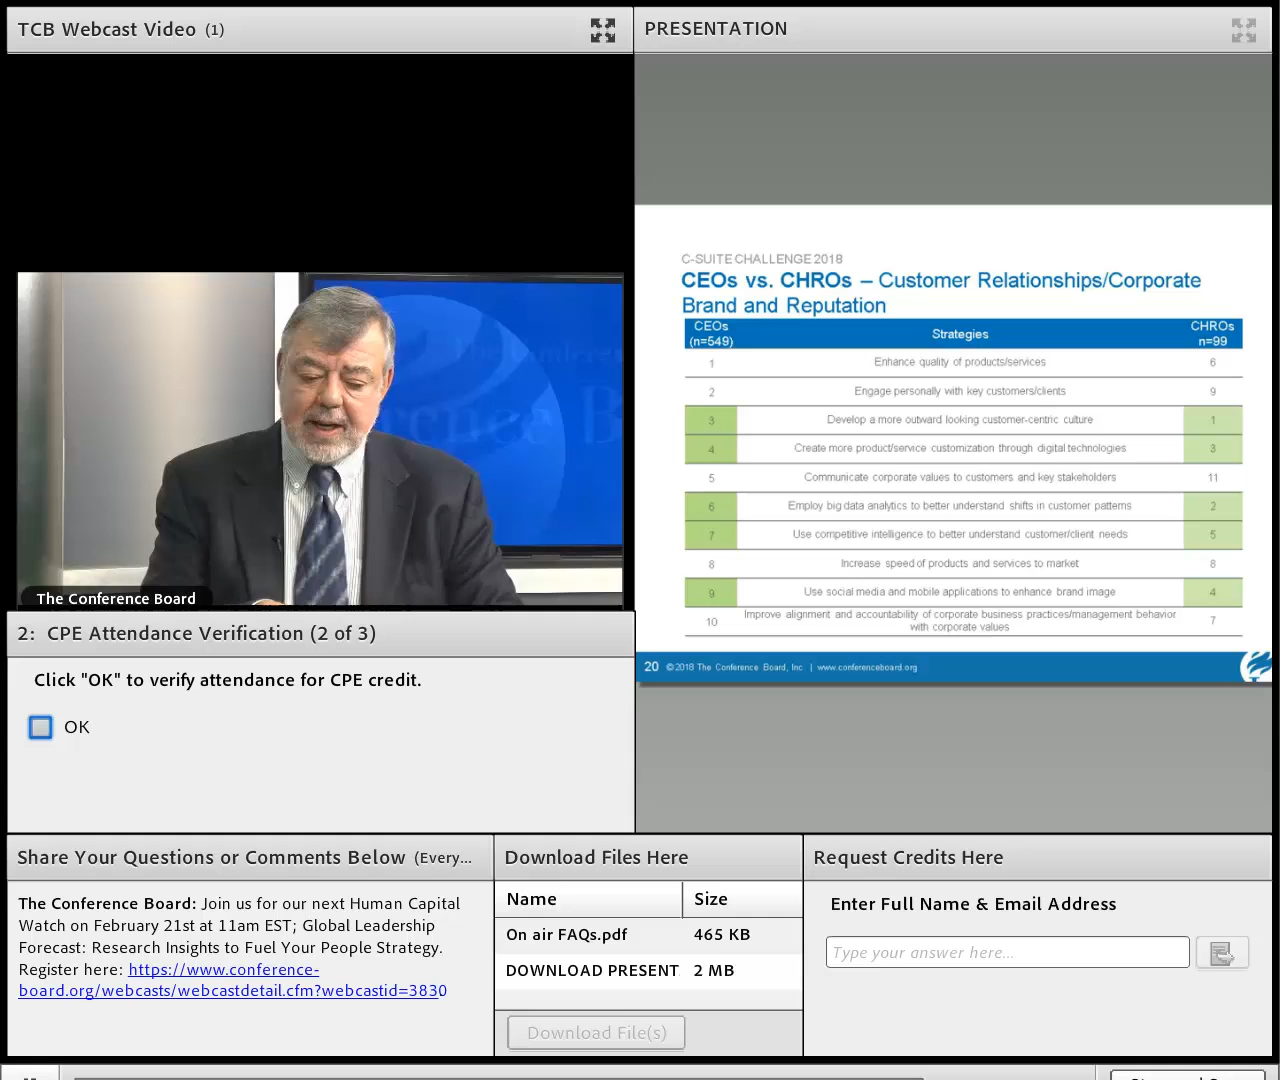 TCB Webcast Video (1)
PRESENTATION
C-SUITE CHALLENGE 2018
CEOs vs. CHROs – Customer Relationships/Corporate
Brand and Reputation
CEOs
(n=549)
Strategies
CHROs
n=99
1 Enhance quality of products/services 6
2 Engage personally with key customers/clients 9
3 Develop a more outward looking customer-centric culture 1
4 Create more product/service customization through digital technologies 3
5 Communicate corporate values to customers and key stakeholders 11
6 Employ big data analytics to better understand shifts in customer patterns 2
7 Use competitive intelligence to better understand customer/client needs 5
8 Increase speed of products and services to market 8
9 Use social media and mobile applications to enhance brand image 4
10 Improve alignment and accountability of corporate business practices/management behavior
with corporate values 7
20 ©2018 The Conference Board, Inc. | www.conferenceboard.org
The Conference Board
2: CPE Attendance Verification (2 of 3)
Click "OK" to verify attendance for CPE credit.
OK
Share Your Questions or Comments Below (Every...
The Conference Board: Join us for our next Human Capital
Watch on February 21st at 11am EST; Global Leadership
Forecast: Research Insights to Fuel Your People Strategy.
Register here: https://www.conference-
board.org/webcasts/webcastdetail.cfm?webcastid=3830
Download Files Here
Name Size
On air FAQs.pdf 465 KB
DOWNLOAD PRESENT 2 MB
Download File(s)
Request Credits Here
Enter Full Name & Email Address
Type your answer here...